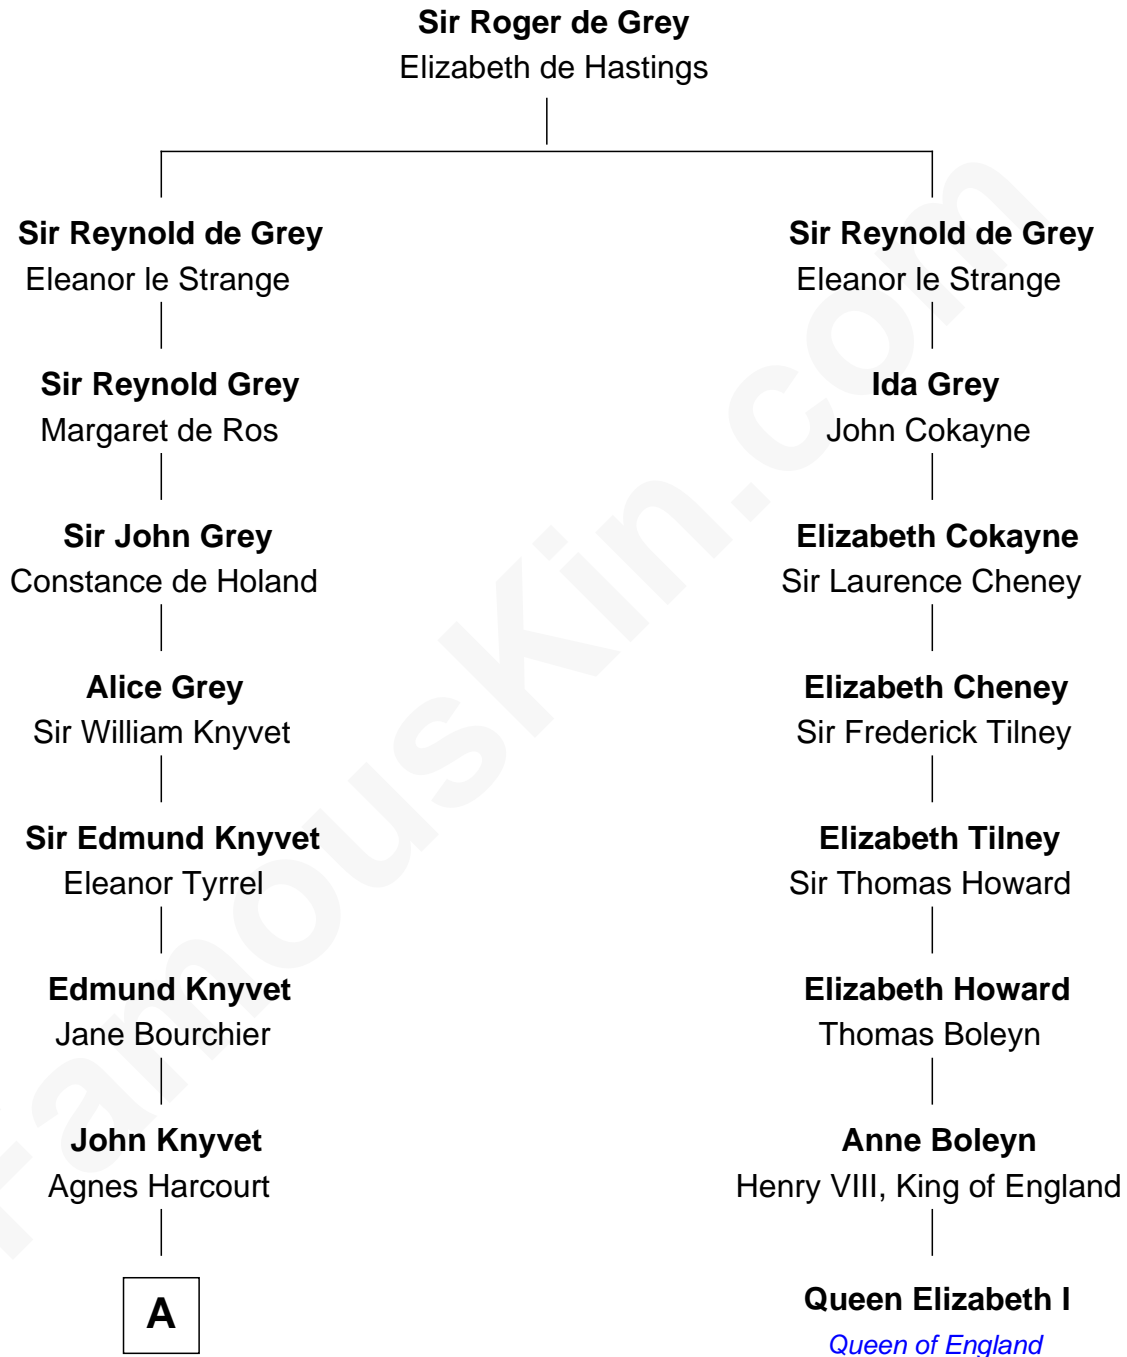 Sir Roger de Grey
Elizabeth de Hastings
Sir Reynold de Grey
Eleanor le Strange
Sir Reynold Grey
Margaret de Ros
Sir John Grey
Constance de Holand
Alice Grey
Sir William Knyvet
Sir Edmund Knyvet
Eleanor Tyrrel
Edmund Knyvet
Jane Bourchier
John Knyvet
Agnes Harcourt
A
Sir Reynold de Grey
Eleanor le Strange
Ida Grey
John Cokayne
Elizabeth Cokayne
Sir Laurence Cheney
Elizabeth Cheney
Sir Frederick Tilney
Elizabeth Tilney
Sir Thomas Howard
Elizabeth Howard
Thomas Boleyn
Anne Boleyn
Henry VIII, King of England
Queen Elizabeth I
Queen of England
FamousKin.com